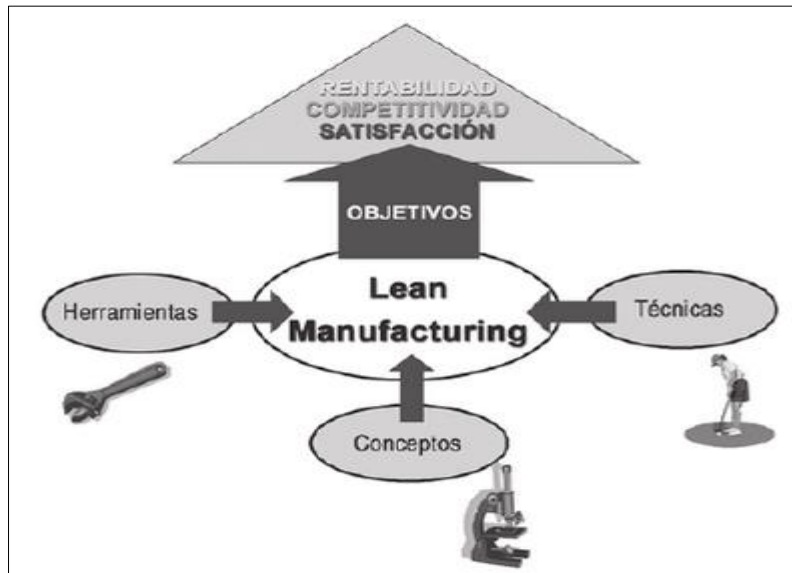 RENTABILIDAD
COMPETITIVIDAD
SATISFACCIÓN
OBJETIVOS
Lean
Manufacturing
Herramientas
Técnicas
Conceptos